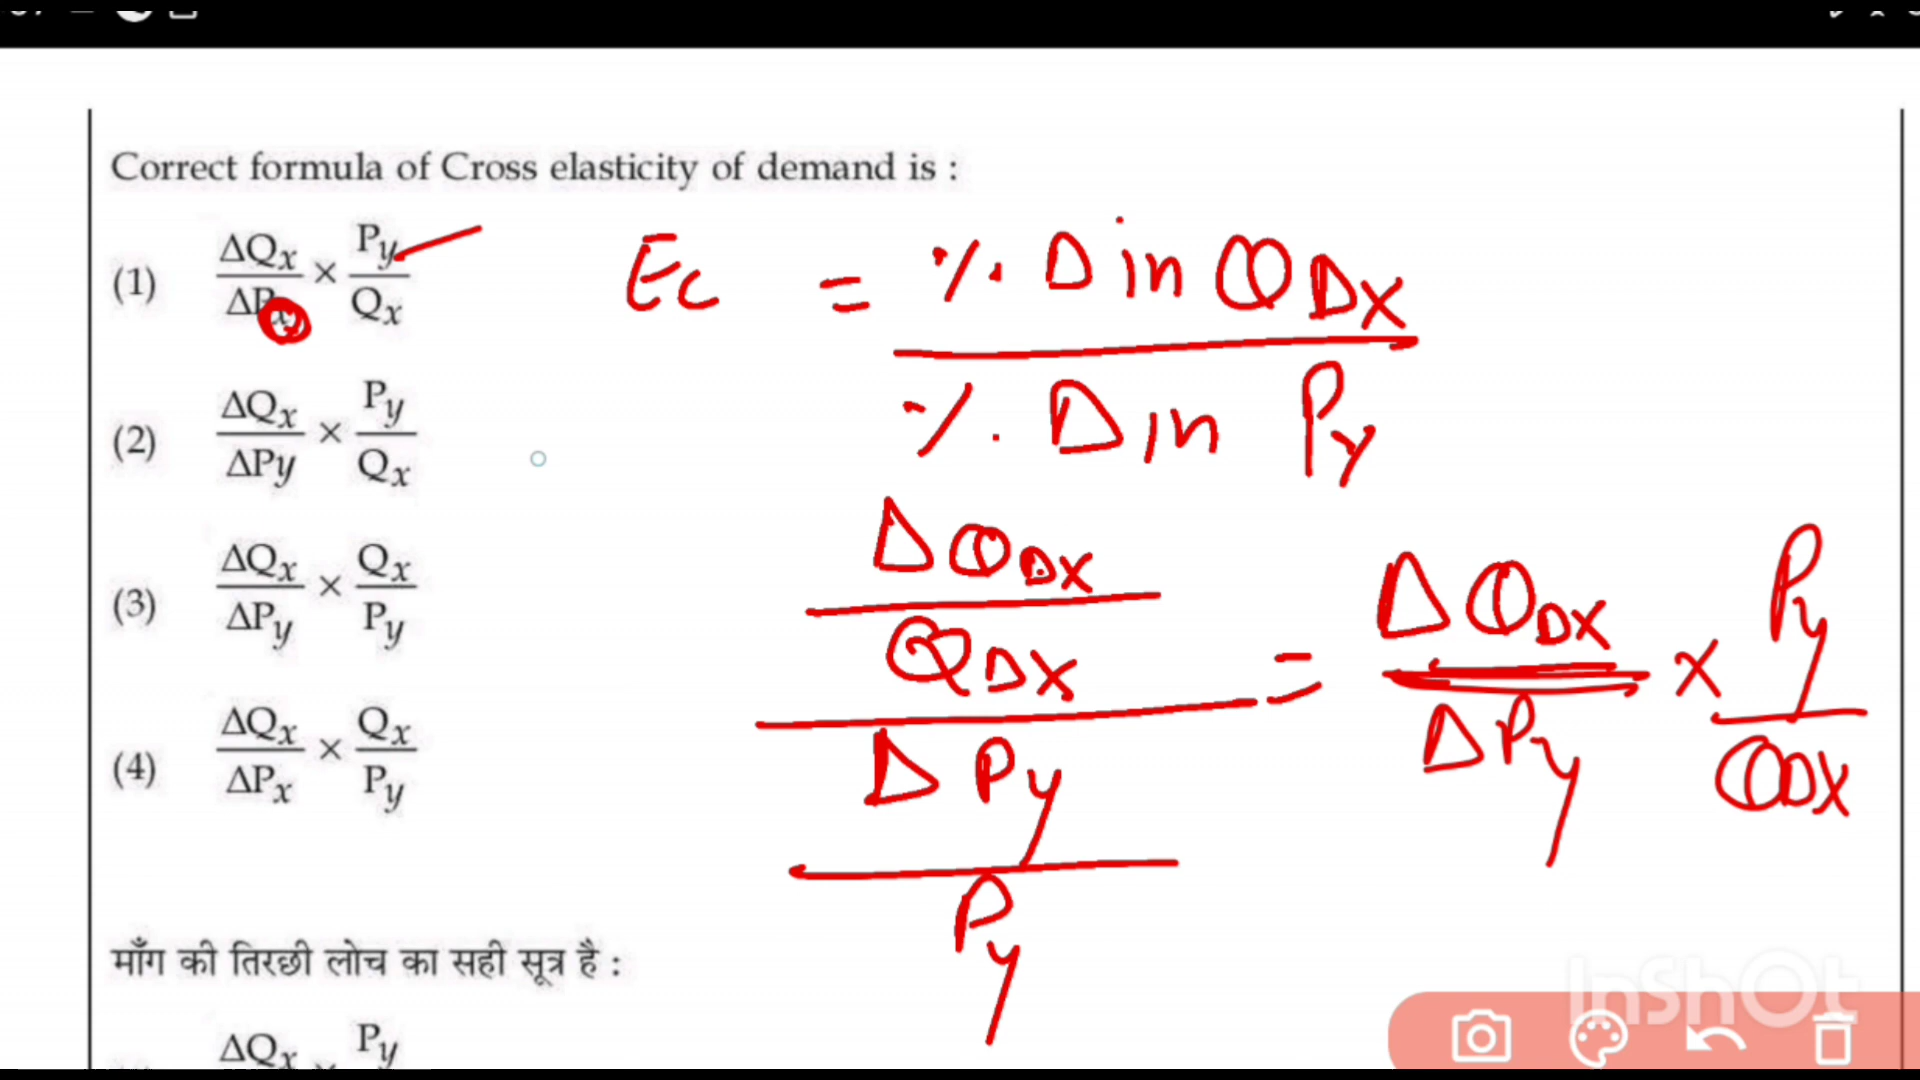 Correct formula of Cross elasticity of demand is :
(1) ΔQx/ΔPx × Py/Qx
(2) ΔQx/ΔPy × Py/Qx
(3) ΔQx/ΔPy × Qx/Py
(4) ΔQx/ΔPx × Qx/Py
Ec = % Δ in QDx / % Δ in Py
ΔQDx/QDx / ΔPy/Py = ΔQDx/ΔPy × Py/QDx
माँग की तिरछी लोच का सही सूत्र है :
ΔQx × Py
InShOt